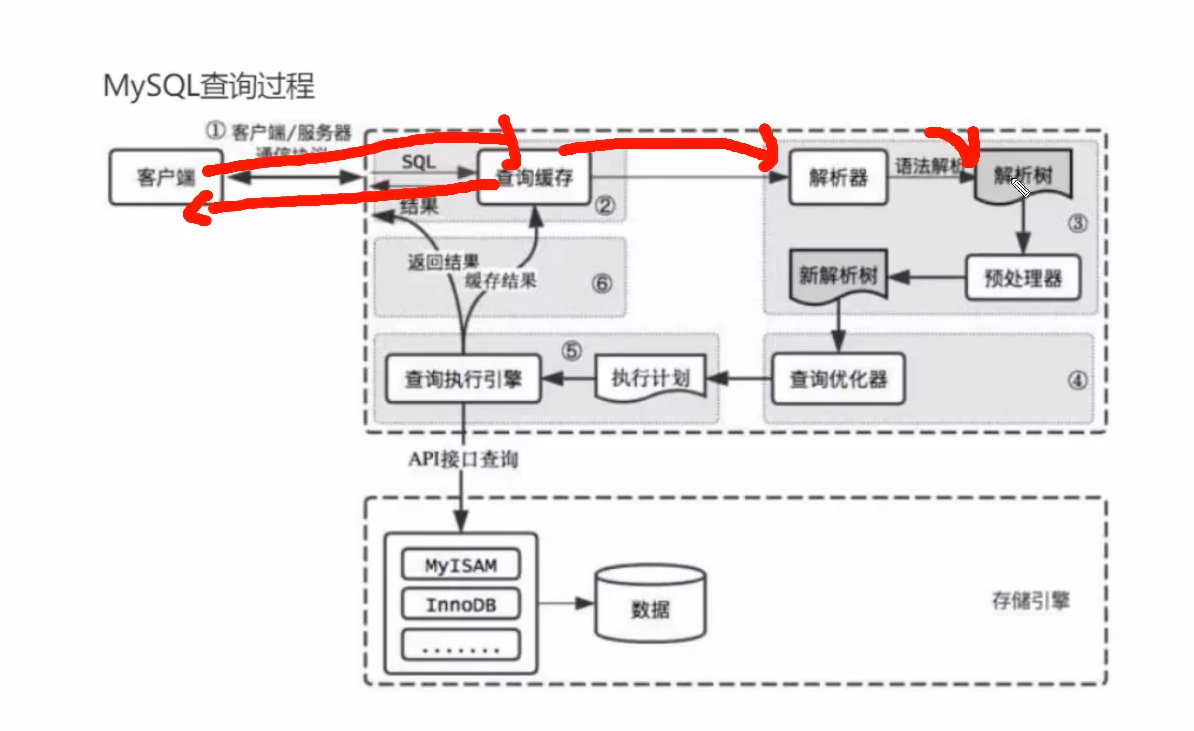 MySQL查询过程
① 客户端/服务器
通信协议
客户端
SQL
结果
查询缓存
②
解析器
语法解析
解析树
③
预处理器
新解析树
返回结果
缓存结果
⑥
查询优化器
④
⑤
执行计划
查询执行引擎
API接口查询
MyISAM
InnoDB
.......
数据
存储引擎